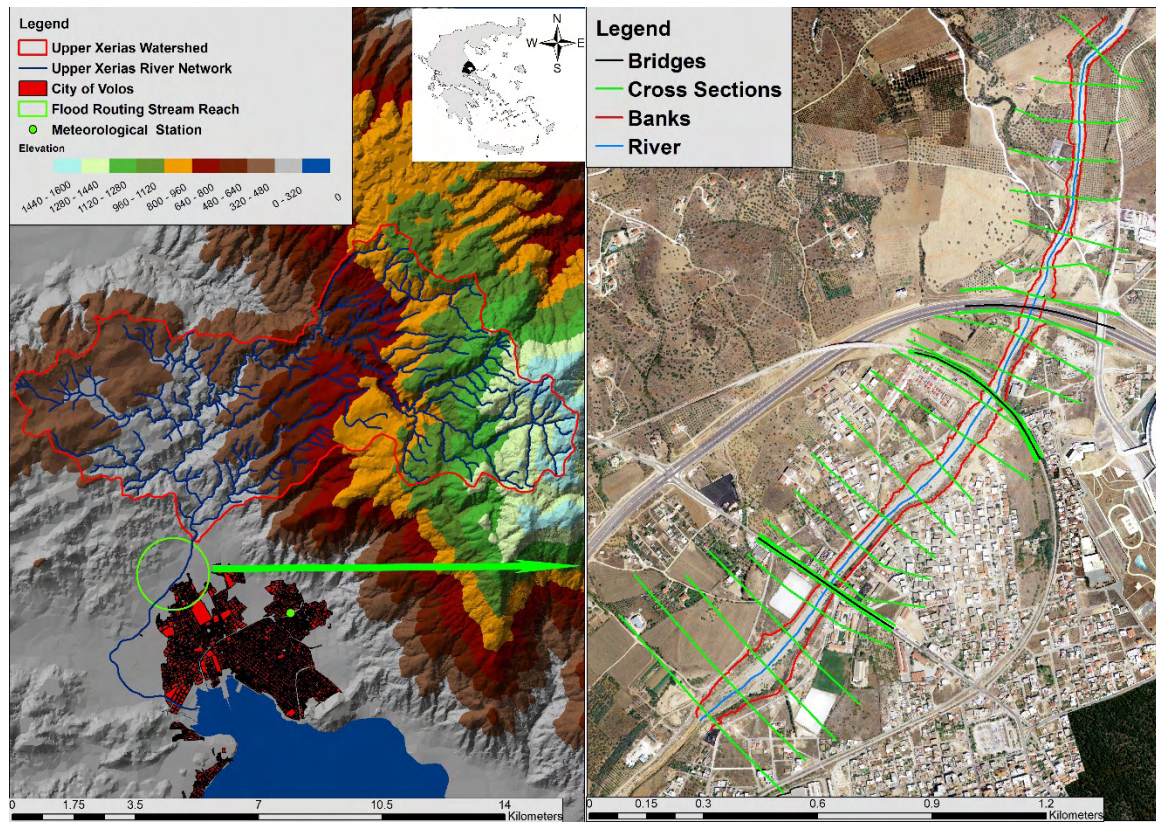 Legend
Upper Xerias Watershed
Upper Xerias River Network
City of Volos
Flood Routing Stream Reach
Meteorological Station
Elevation
1440 - 1600
1280 - 1440
1120 - 1280
960 - 1120
800 - 960
640 - 800
480 - 640
320 - 480
0 - 320
0
N
W
E
S
0 1.75 3.5 7 10.5 14
Kilometers
Legend
Bridges
Cross Sections
Banks
River
0 0.15 0.3 0.6 0.9 1.2
Kilometers